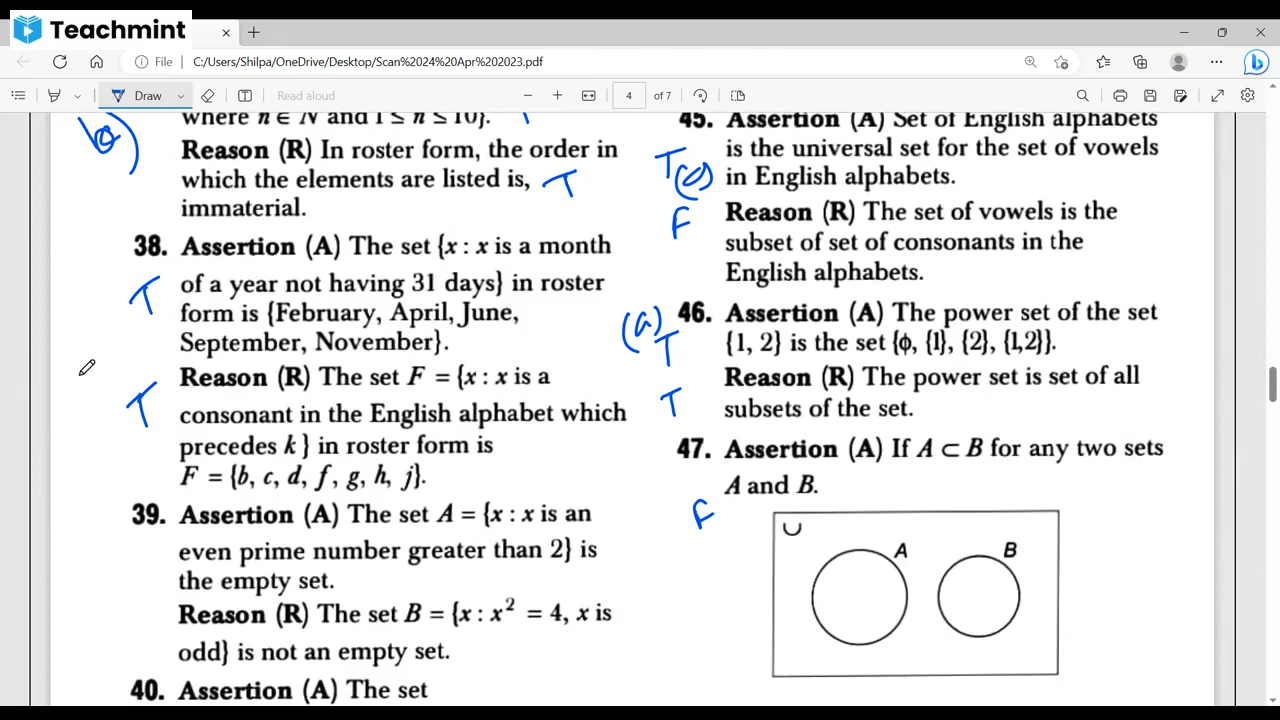 Teachmint
File
C:/Users/Shilpa/OneDrive/Desktop/Scan%2024%20Apr%202023.pdf
Draw
Read aloud
4 of 7
where n ∈ N and 1 ≤ n ≤ 10}.
T
Reason (R) In roster form, the order in
which the elements are listed is,
T
immaterial.
38. Assertion (A) The set {x : x is a month
of a year not having 31 days} in roster
T
form is {February, April, June,
September, November}.
Reason (R) The set F = {x : x is a
T
consonant in the English alphabet which
precedes k } in roster form is
F = {b, c, d, f, g, h, j}.
39. Assertion (A) The set A = {x : x is an
even prime number greater than 2} is
the empty set.
Reason (R) The set B = {x : x² = 4, x is
odd} is not an empty set.
40. Assertion (A) The set
45. Assertion (A) Set of English alphabets
is the universal set for the set of vowels
T
in English alphabets.
F
Reason (R) The set of vowels is the
subset of set of consonants in the
English alphabets.
(a)
46. Assertion (A) The power set of the set
T
{1, 2} is the set {ϕ, {1}, {2}, {1,2}}.
Reason (R) The power set is set of all
T
subsets of the set.
47. Assertion (A) If A ⊂ B for any two sets
A and B.
F
U
A
B